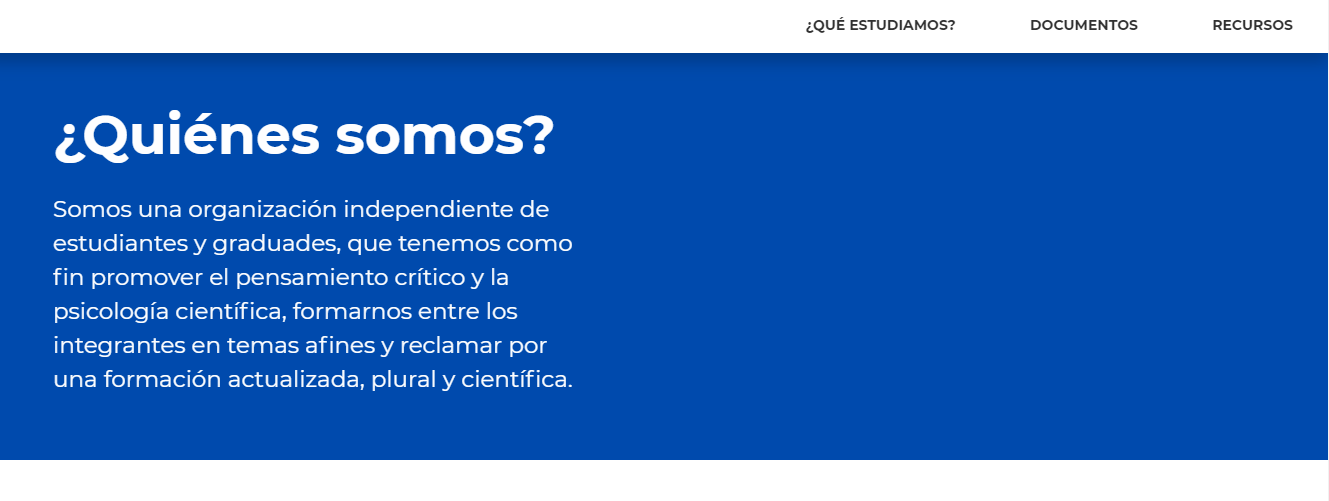 ¿QUÉ ESTUDIAMOS? DOCUMENTOS RECURSOS
¿Quiénes somos?
Somos una organización independiente de
estudiantes y graduades, que tenemos como
fin promover el pensamiento crítico y la
psicología científica, formarnos entre los
integrantes en temas afines y reclamar por
una formación actualizada, plural y científica.